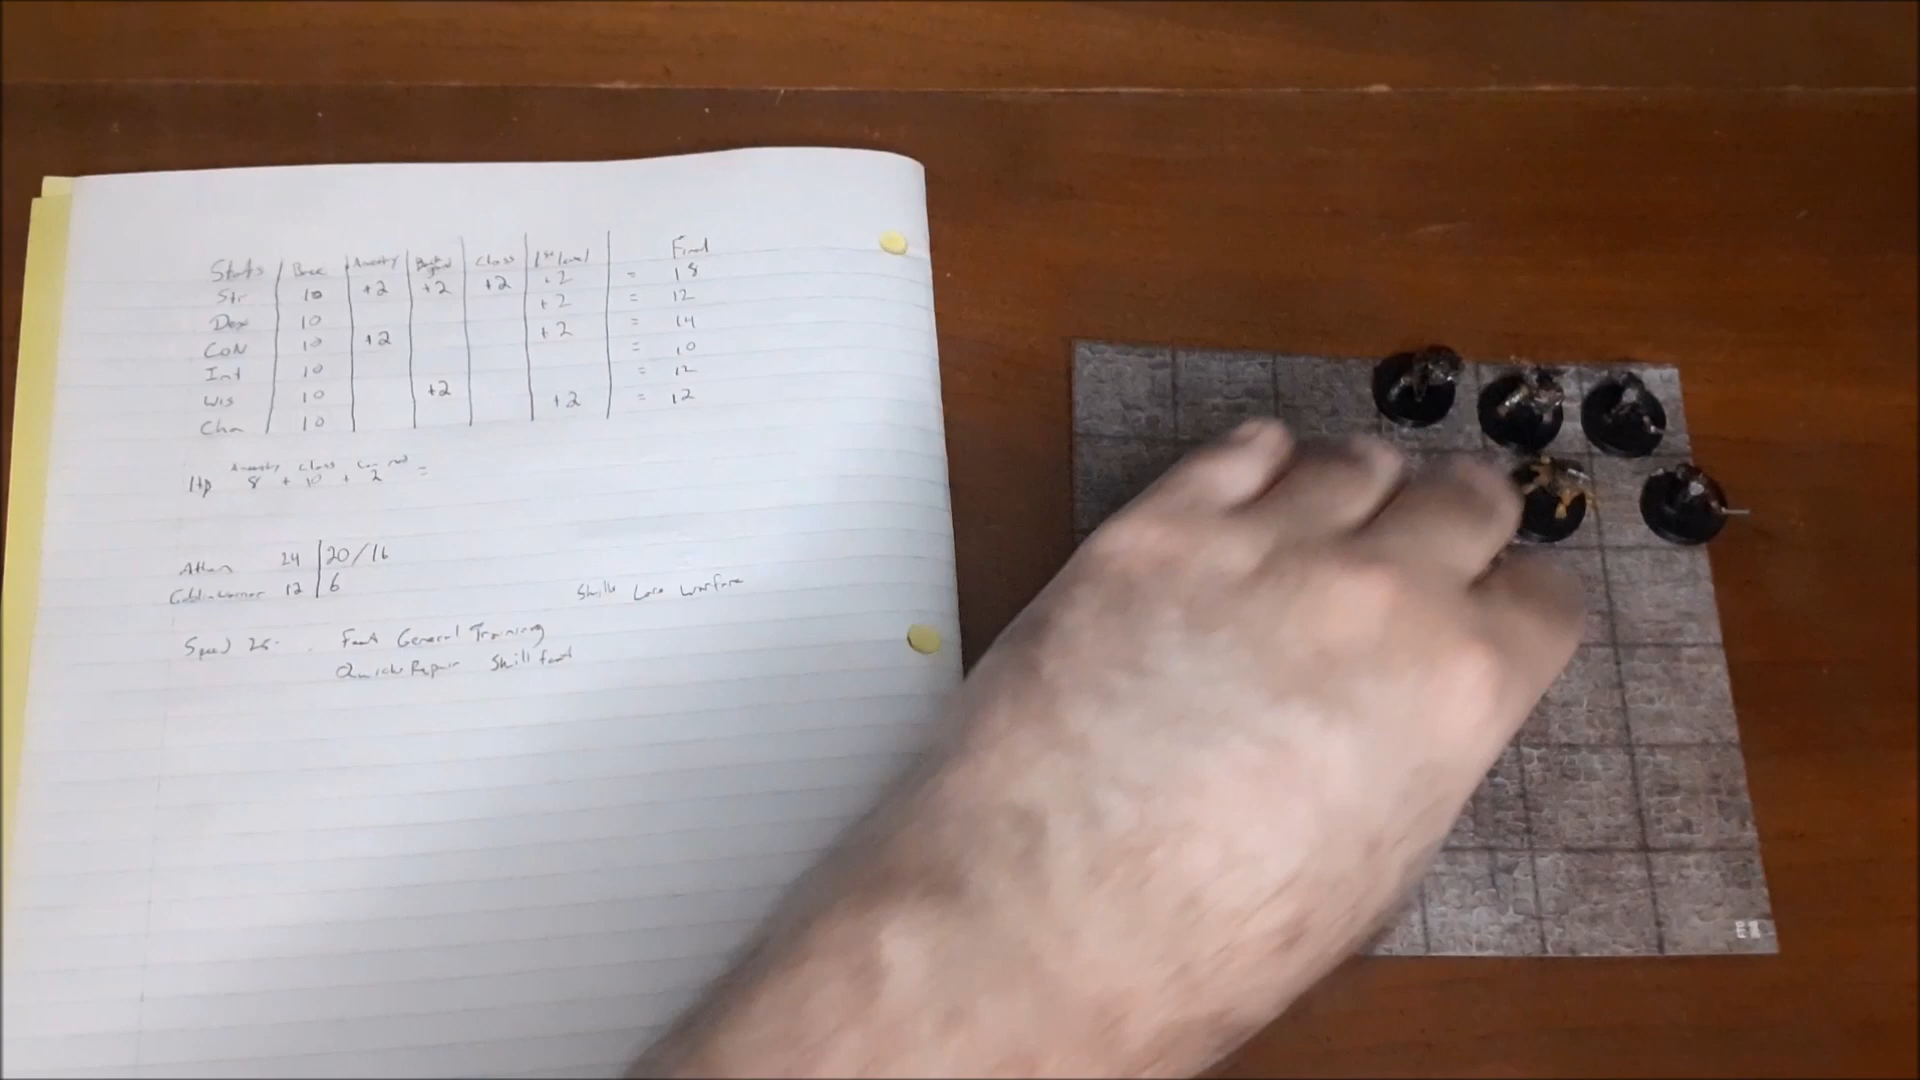 Stats Base Ancestry Back ground Class 1st level Final
Str 10 +2 +2 +2 +2 = 18
Dex 10 +2 = 12
CON 10 +2 +2 = 14
Int 10 = 10
Wis 10 +2 = 12
Cha 10 +2 = 12
Ancestry Class Con mod
Hp 8 + 10 + 2 =
24 20/16
Goblin warrior 12 6
Skills Lore Warfare
Speed 25. Feat General Training
Quick Repair Skill feat